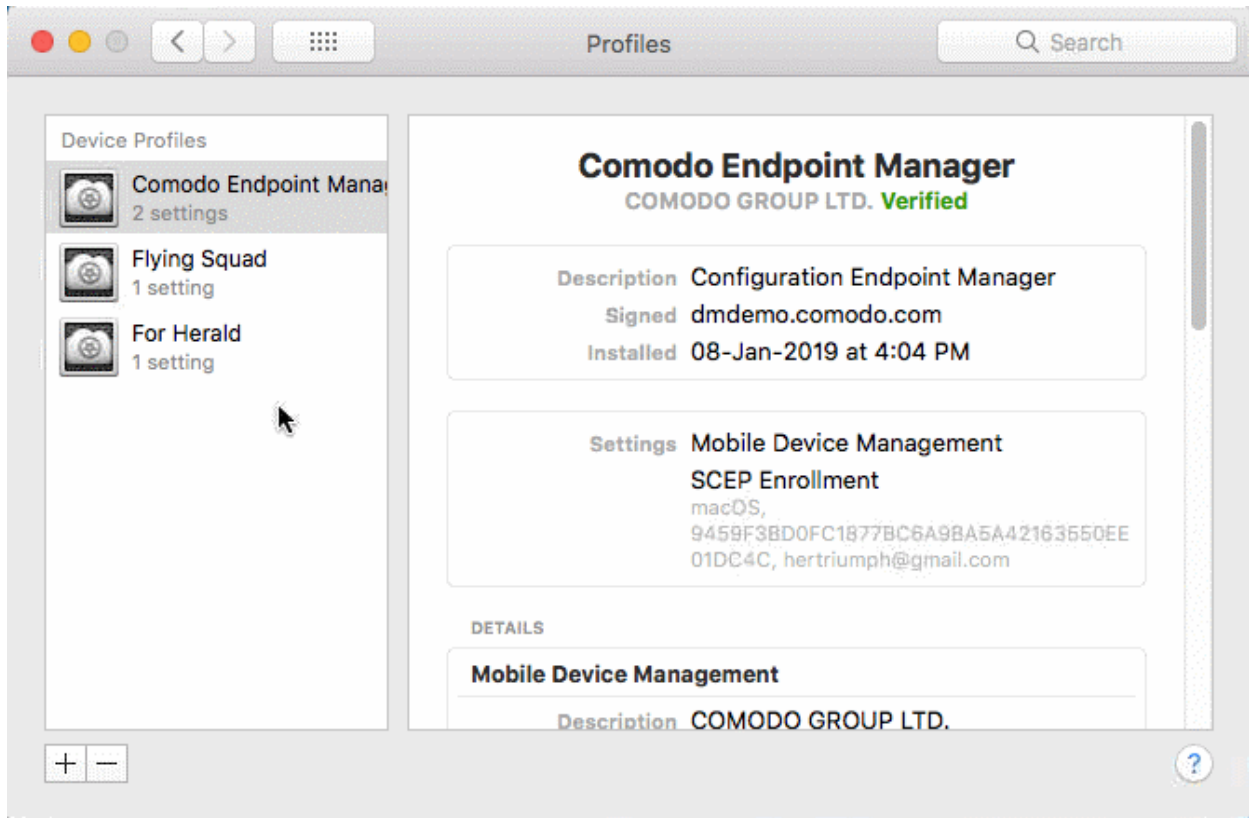 Profiles
Search
Device Profiles
Comodo Endpoint Mana
2 settings
Flying Squad
1 setting
For Herald
1 setting
Comodo Endpoint Manager
COMODO GROUP LTD. Verified
Description Configuration Endpoint Manager
Signed dmdemo.comodo.com
Installed 08-Jan-2019 at 4:04 PM
Settings Mobile Device Management
SCEP Enrollment
macOS,
9459F3BD0FC1877BC6A9BA5A42163550EE
01DC4C, hertriumph@gmail.com
DETAILS
Mobile Device Management
Description COMODO GROUP LTD.
+ −
?